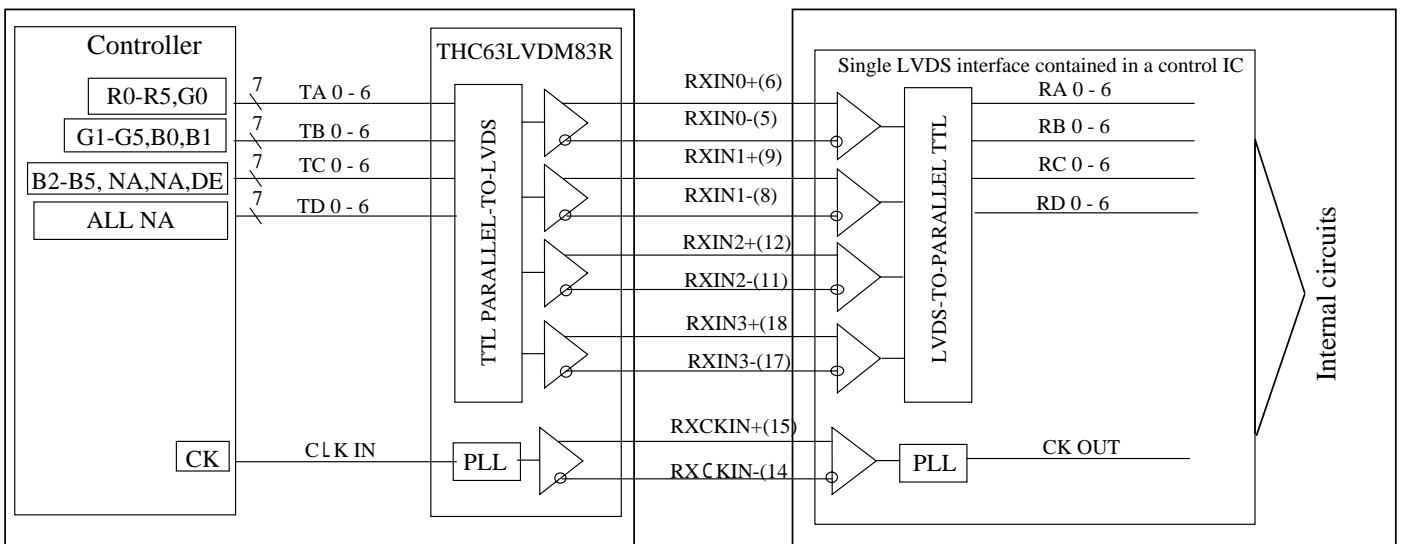 Controller
R0-R5,G0
G1-G5,B0,B1
B2-B5, NA,NA,DE
ALL NA
CK
7
TA 0 - 6
7
TB 0 - 6
7
TC 0 - 6
7
TD 0 - 6
CLK IN
THC63LVDM83R
TTL PARALLEL-TO-LVDS
PLL
RXIN0+(6)
RXIN0-(5)
RXIN1+(9)
RXIN1-(8)
RXIN2+(12)
RXIN2-(11)
RXIN3+(18
RXIN3-(17)
RXCKIN+(15)
RXCKIN-(14
Single LVDS interface contained in a control IC
LVDS-TO-PARALLEL TTL
PLL
RA 0 - 6
RB 0 - 6
RC 0 - 6
RD 0 - 6
CK OUT
Internal circuits